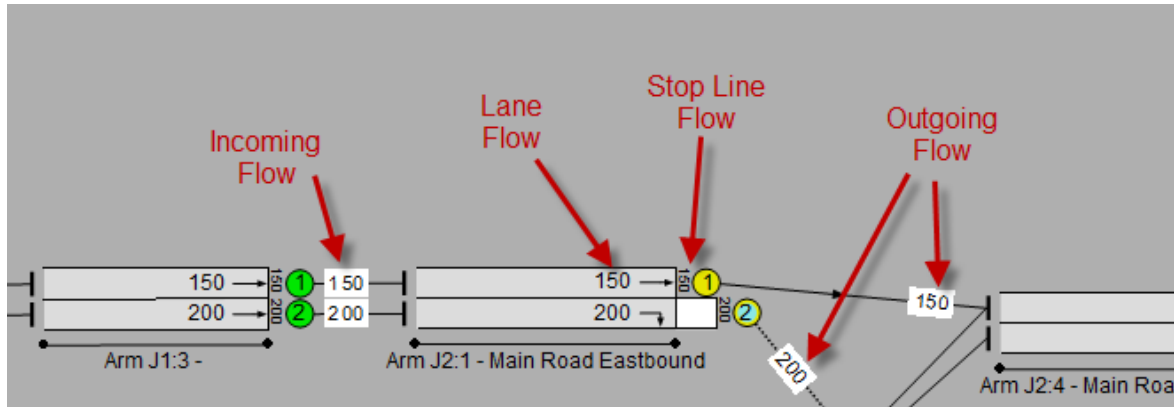 Incoming
Flow
Lane
Flow
Stop Line
Flow
Outgoing
Flow
150 150 1 150 150 150 1 150
200 200 2 200 200 200 2 200
Arm J1:3 -
Arm J2:1 - Main Road Eastbound
Arm J2:4 - Main Roa